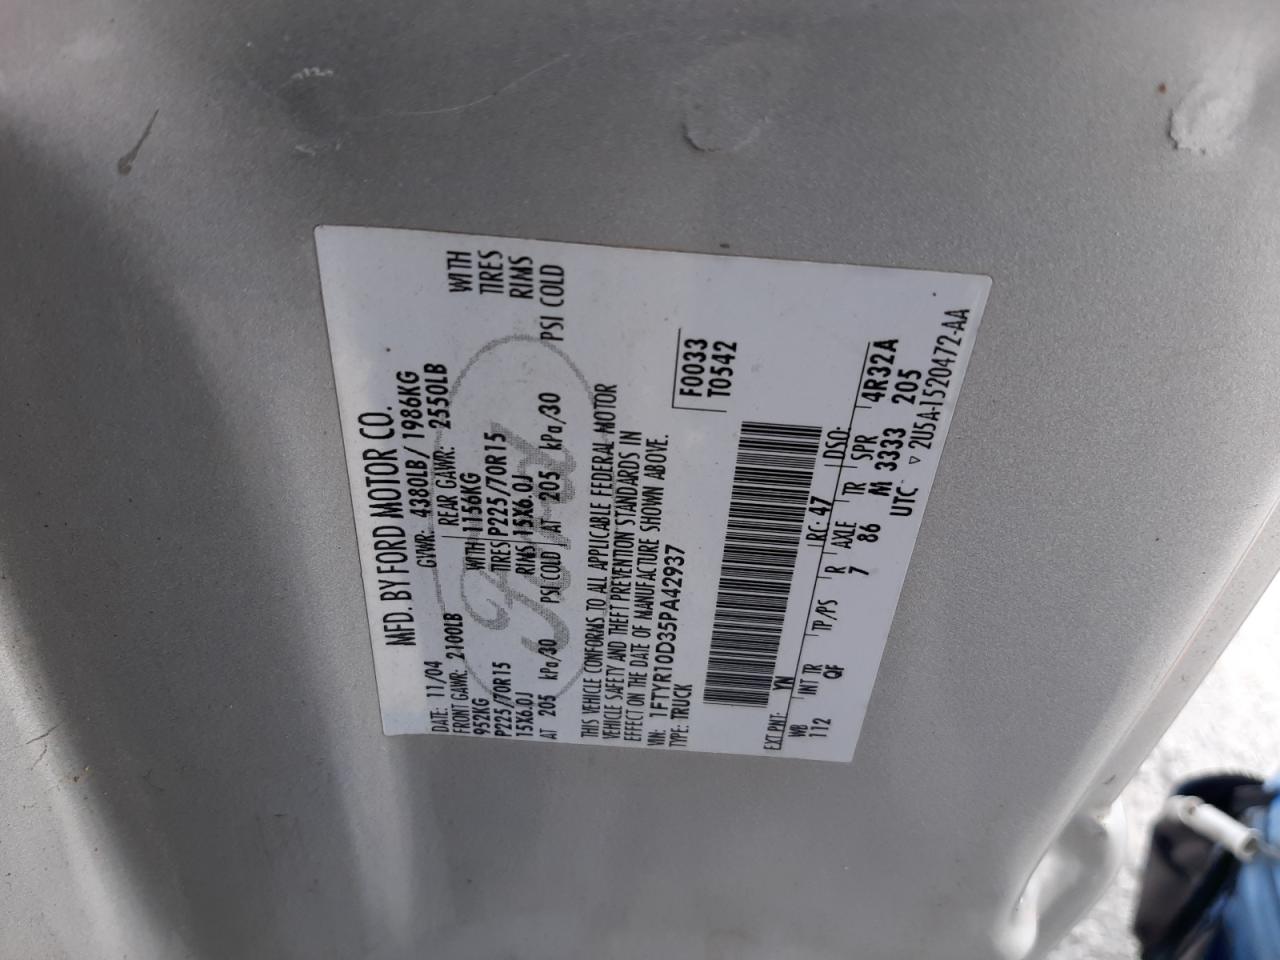 MFD. BY FORD MOTOR CO.
DATE: 11/04 GVWR: 4380LB/1986KG
FRONT GAWR: 2100LB REAR GAWR: 2550LB
952KG WITH 1156KG WITH
P225/70R15 TIRES P225/70R15 TIRES
15X6.0J RIMS 15X6.0J RIMS
AT 205 kPa/30 PSI COLD AT 205 kPa/30 PSI COLD
Ford
THIS VEHICLE CONFORMS TO ALL APPLICABLE FEDERAL MOTOR
VEHICLE SAFETY AND THEFT PREVENTION STANDARDS IN
EFFECT ON THE DATE OF MANUFACTURE SHOWN ABOVE.
VIN: 1FTYR10D35PA42937
TYPE: TRUCK
F0033
T0542
EXT PNT: YN RC: 47 DSO:
WB INT TR TP/PS R AXLE TR SPR 4R32A
112 QF 7 86 M 3333 205
UTC ▽ 2U5A-1520472-AA